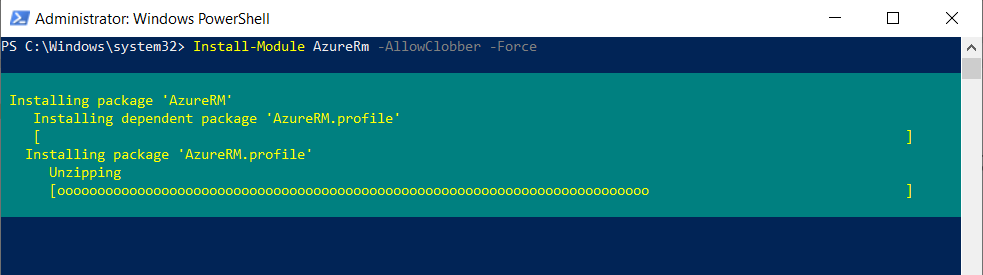 Administrator: Windows PowerShell
PS C:\Windows\system32> Install-Module AzureRm -AllowClobber -Force
Installing package 'AzureRM'
Installing dependent package 'AzureRM.profile'
[ ]
Installing package 'AzureRM.profile'
Unzipping
[oooooooooooooooooooooooooooooooooooooooooooooooooooooooooooooooooooooooooo ]